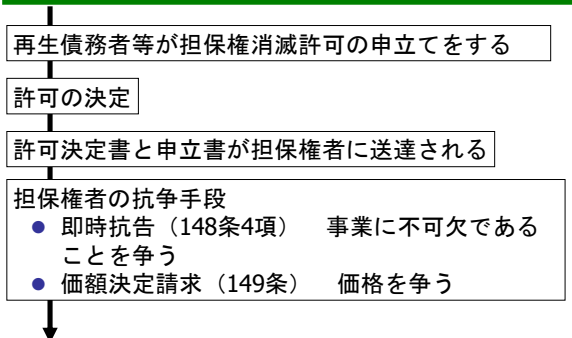 再生債務者等が担保権消滅許可の申立てをする
許可の決定
許可決定書と申立書が担保権者に送達される
担保権者の抗争手段
● 即時抗告（148条4項）　事業に不可欠である
ことを争う
● 価額決定請求（149条）　価格を争う